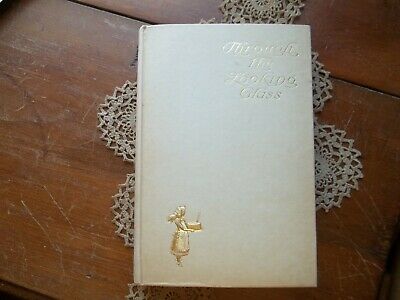 Through
the
Looking
Glass